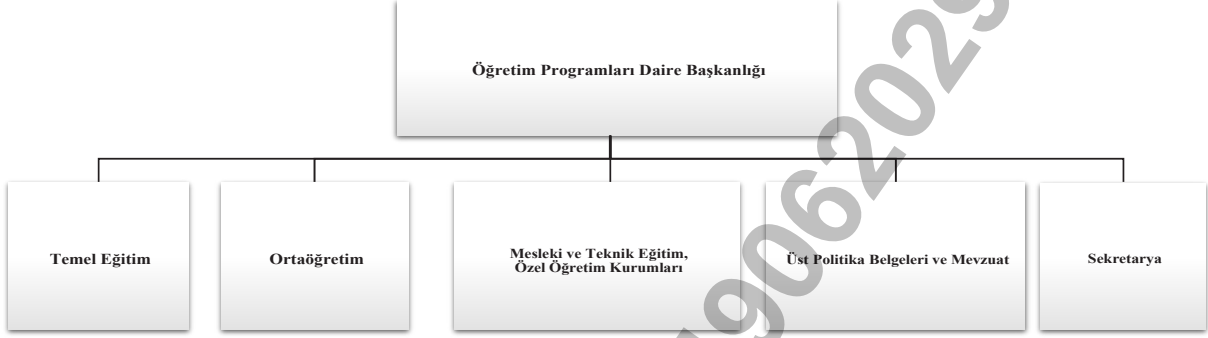 Öğretim Programları Daire Başkanlığı
Temel Eğitim
Ortaöğretim
Mesleki ve Teknik Eğitim,
Özel Öğretim Kurumları
Üst Politika Belgeleri ve Mevzuat
Sekretarya